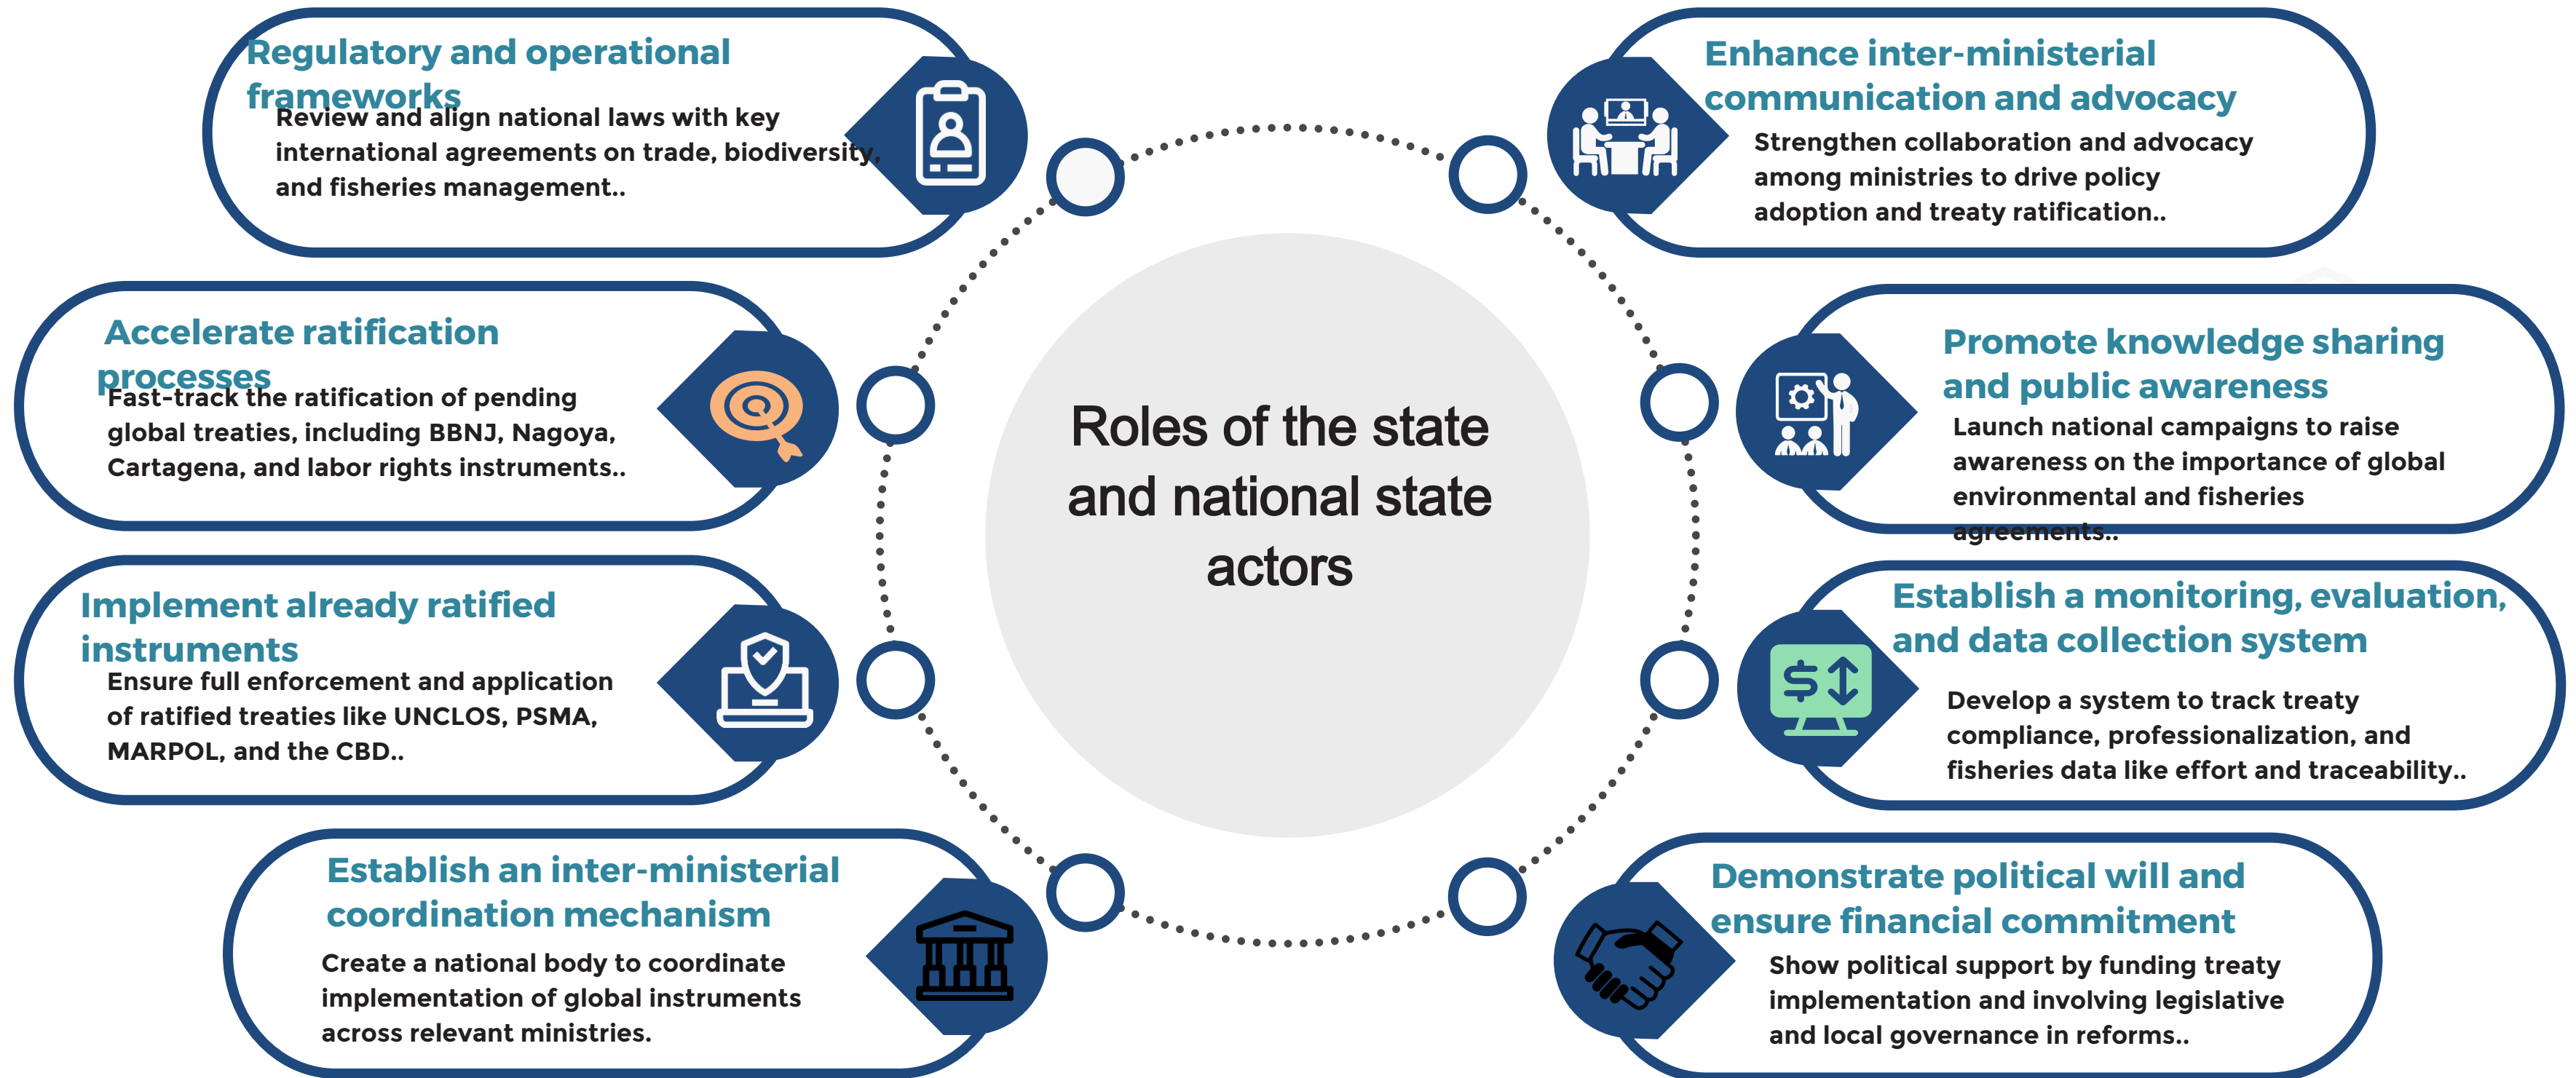 Regulatory and operational
frameworks
Review and align national laws with key
international agreements on trade, biodiversity,
and fisheries management..
Accelerate ratification
processes
Fast-track the ratification of pending
global treaties, including BBNJ, Nagoya,
Cartagena, and labor rights instruments..
Implement already ratified
instruments
Ensure full enforcement and application
of ratified treaties like UNCLOS, PSMA,
MARPOL, and the CBD..
Establish an inter-ministerial
coordination mechanism
Create a national body to coordinate
implementation of global instruments
across relevant ministries.
Roles of the state
and national state
actors
Enhance inter-ministerial
communication and advocacy
Strengthen collaboration and advocacy
among ministries to drive policy
adoption and treaty ratification..
Promote knowledge sharing
and public awareness
Launch national campaigns to raise
awareness on the importance of global
environmental and fisheries
agreements..
Establish a monitoring, evaluation,
and data collection system
Develop a system to track treaty
compliance, professionalization, and
fisheries data like effort and traceability..
Demonstrate political will and
ensure financial commitment
Show political support by funding treaty
implementation and involving legislative
and local governance in reforms..